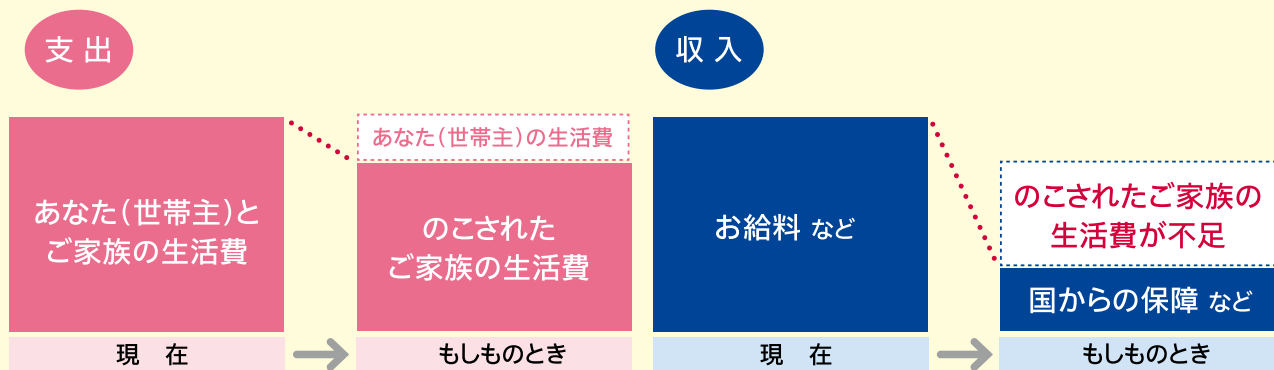 支出
あなた(世帯主)と
ご家族の生活費
現 在
あなた(世帯主)の生活費
のこされた
ご家族の生活費
もしものとき
収入
お給料 など
現 在
のこされたご家族の
生活費が不足
国からの保障 など
もしものとき